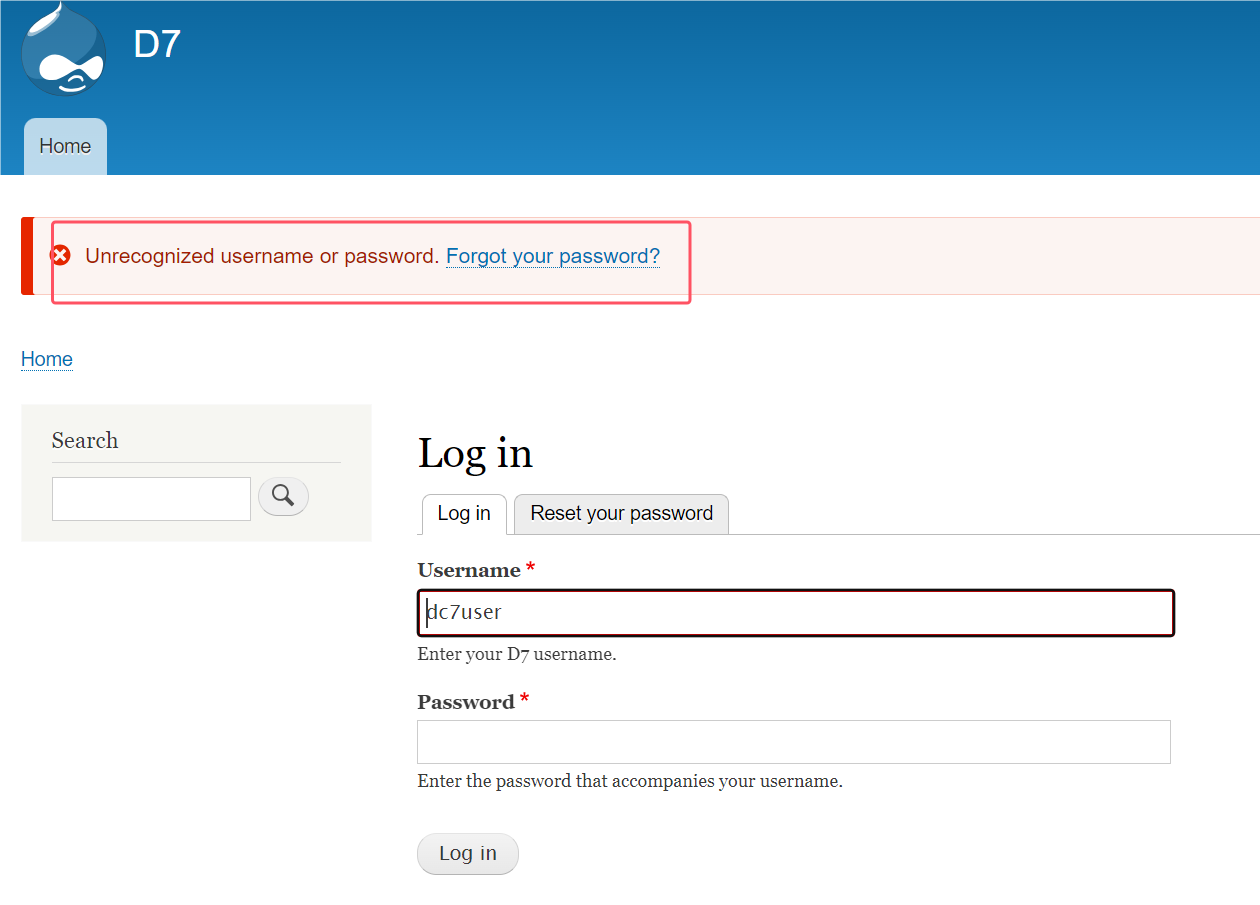 D7
Home
Unrecognized username or password. Forgot your password?
Home
Search
Log in
Log in
Reset your password
Username *
dc7user
Enter your D7 username.
Password *
Enter the password that accompanies your username.
Log in